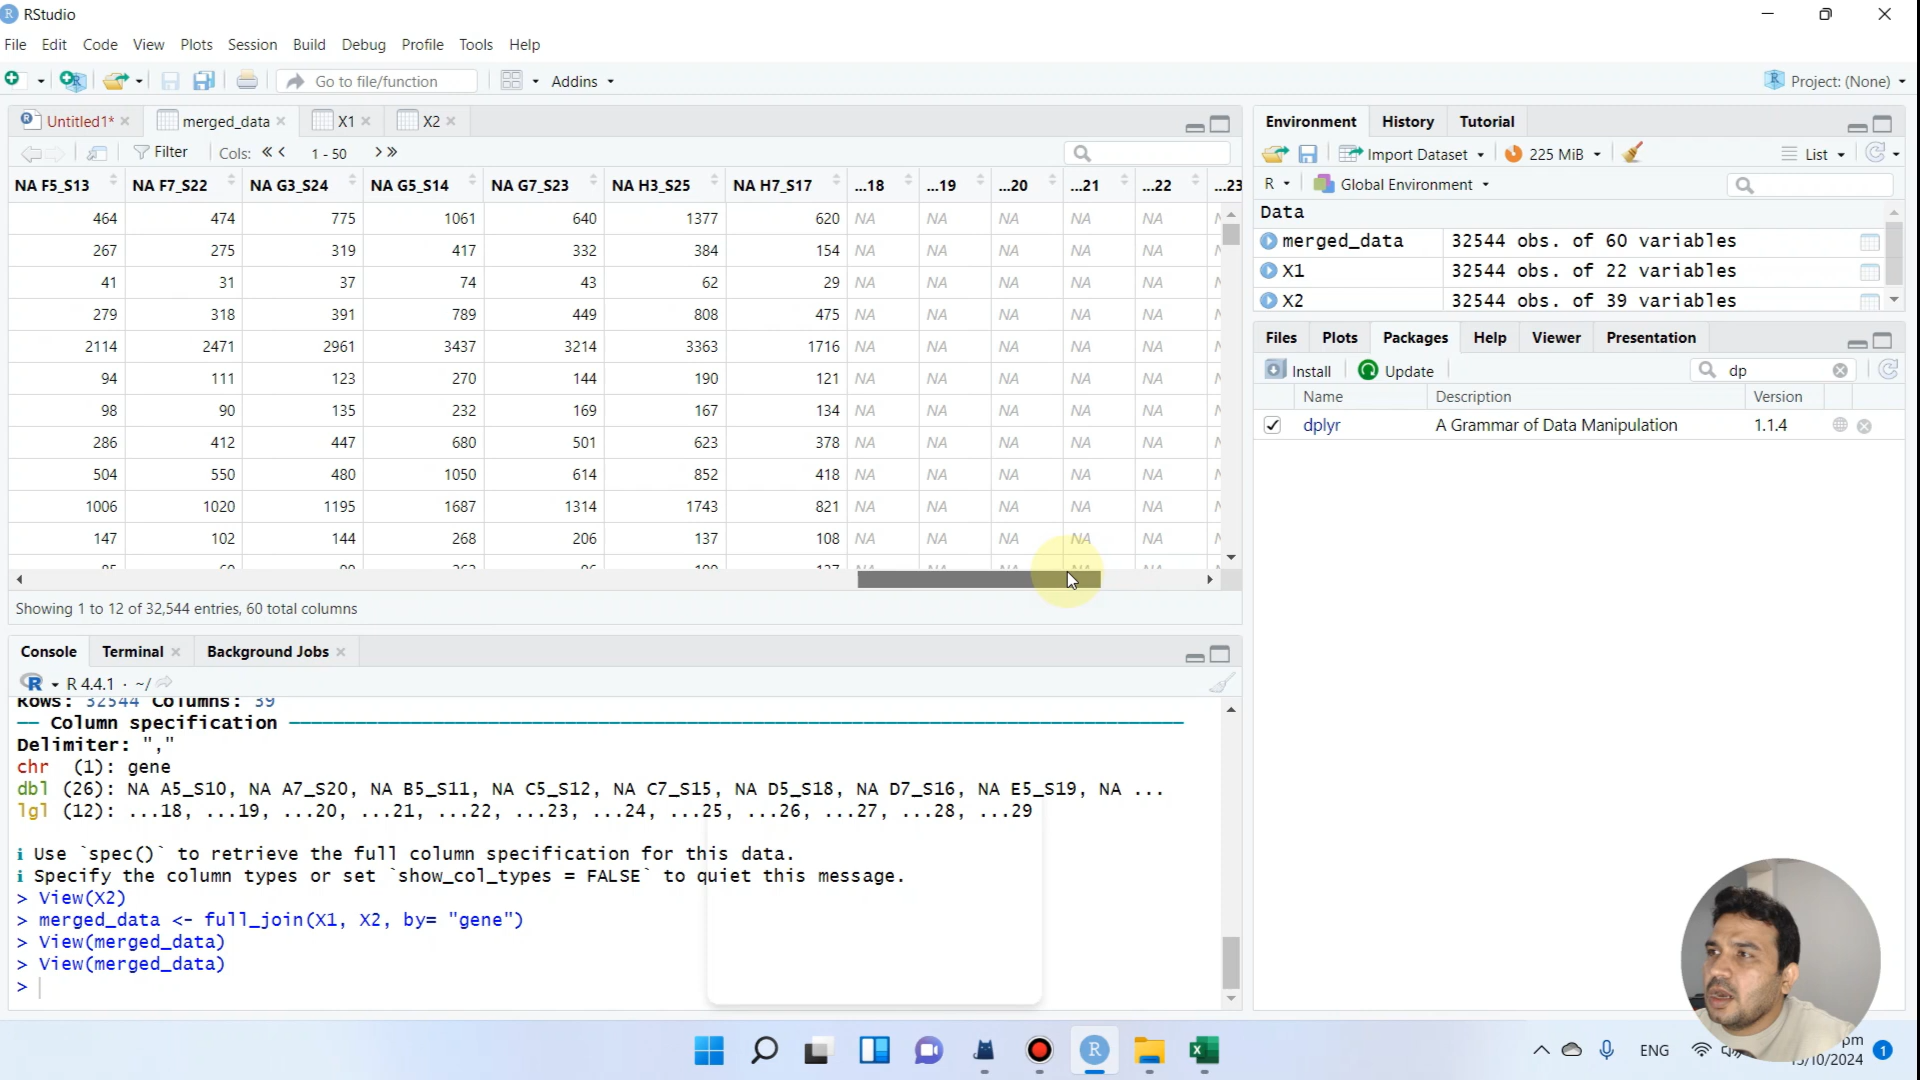 RStudio
File Edit Code View Plots Session Build Debug Profile Tools Help
Go to file/function Addins Project: (None)
Untitled1* merged_data X1 X2
Filter Cols: 1 - 50
NA F5_S13 NA F7_S22 NA G3_S24 NA G5_S14 NA G7_S23 NA H3_S25 NA H7_S17 ...18 ...19 ...20 ...21 ...22 ...23
464 474 775 1061 640 1377 620 NA NA NA NA NA
267 275 319 417 332 384 154 NA NA NA NA NA
41 31 37 74 43 62 29 NA NA NA NA NA
279 318 391 789 449 808 475 NA NA NA NA NA
2114 2471 2961 3437 3214 3363 1716 NA NA NA NA NA
94 111 123 270 144 190 121 NA NA NA NA NA
98 90 135 232 169 167 134 NA NA NA NA NA
286 412 447 680 501 623 378 NA NA NA NA NA
504 550 480 1050 614 852 418 NA NA NA NA NA
1006 1020 1195 1687 1314 1743 821 NA NA NA NA NA
147 102 144 268 206 137 108 NA NA NA NA NA
Showing 1 to 12 of 32,544 entries, 60 total columns
Console Terminal Background Jobs
R 4.4.1 · ~/
Rows: 32544 Columns: 39
Column specification
Delimiter: ","
chr (1): gene
dbl (26): NA A5_S10, NA A7_S20, NA B5_S11, NA C5_S12, NA C7_S15, NA D5_S18, NA D7_S16, NA E5_S19, NA ...
lgl (12): ...18, ...19, ...20, ...21, ...22, ...23, ...24, ...25, ...26, ...27, ...28, ...29
i Use `spec()` to retrieve the full column specification for this data.
i Specify the column types or set `show_col_types = FALSE` to quiet this message.
> View(X2)
> merged_data <- full_join(X1, X2, by= "gene")
> View(merged_data)
> View(merged_data)
>
Environment History Tutorial
Import Dataset 225 MiB List
R Global Environment
Data
merged_data 32544 obs. of 60 variables
X1 32544 obs. of 22 variables
X2 32544 obs. of 39 variables
Files Plots Packages Help Viewer Presentation
Install Update dp
Name Description Version
dplyr A Grammar of Data Manipulation 1.1.4
ENG
pm
/10/2024
1